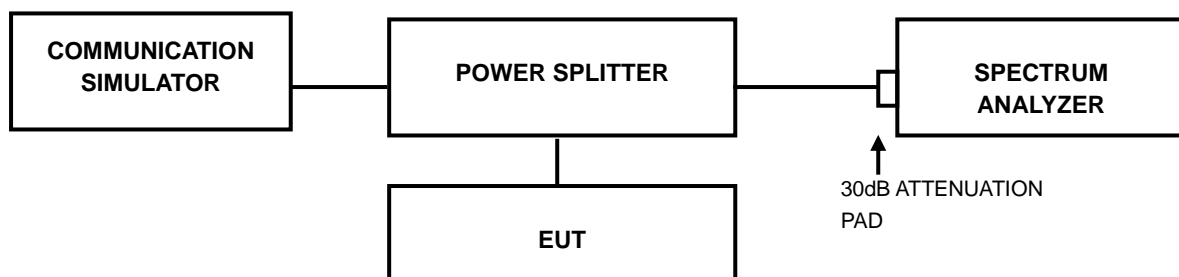 COMMUNICATION
SIMULATOR
POWER SPLITTER
SPECTRUM
ANALYZER
30dB ATTENUATION
PAD
EUT